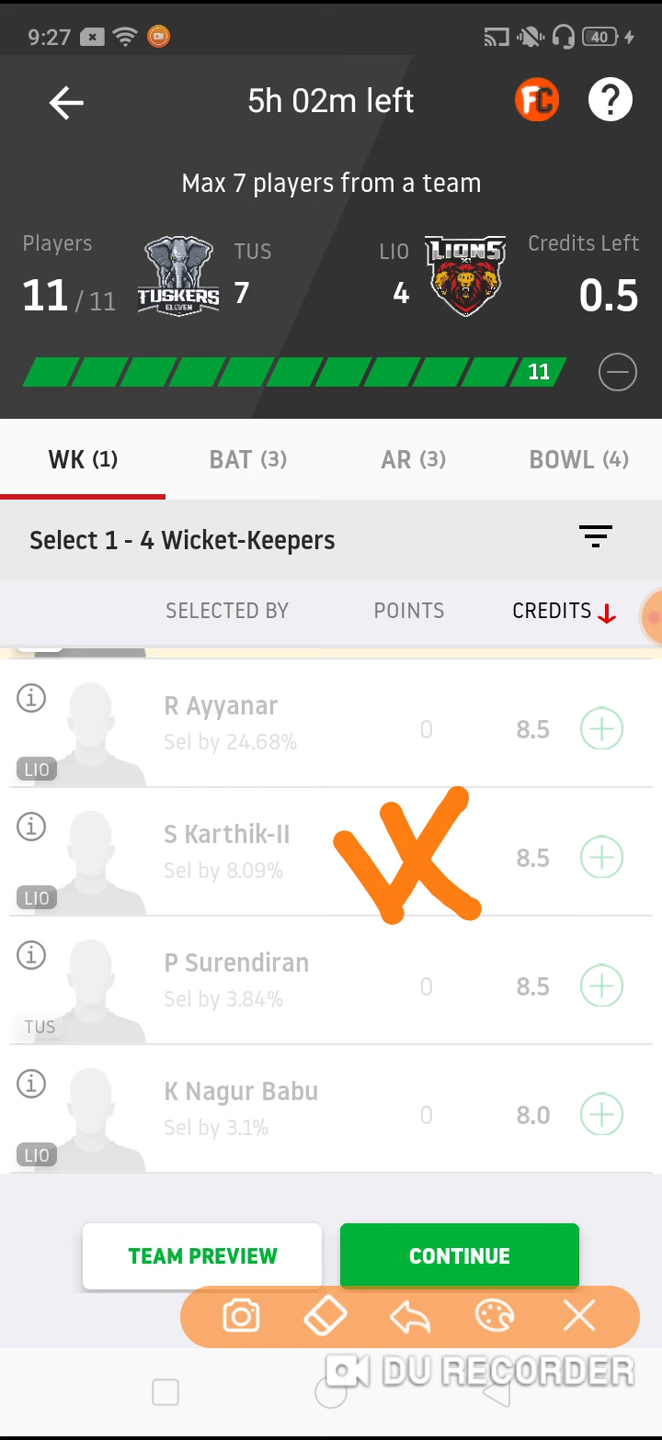 9:27 40
5h 02m left FC ?
Max 7 players from a team
Players TUS LIO Credits Left
11 / 11 TUSKERS ELEVEN 7 4 LIONS 0.5
11
WK (1) BAT (3) AR (3) BOWL (4)
Select 1 - 4 Wicket-Keepers
SELECTED BY POINTS CREDITS
R Ayyanar
Sel by 24.68% 0 8.5
LIO
S Karthik-II
Sel by 8.09% 8.5
LIO
P Surendiran
Sel by 3.84% 0 8.5
TUS
K Nagur Babu
Sel by 3.1% 0 8.0
LIO
TEAM PREVIEW CONTINUE
DU RECORDER